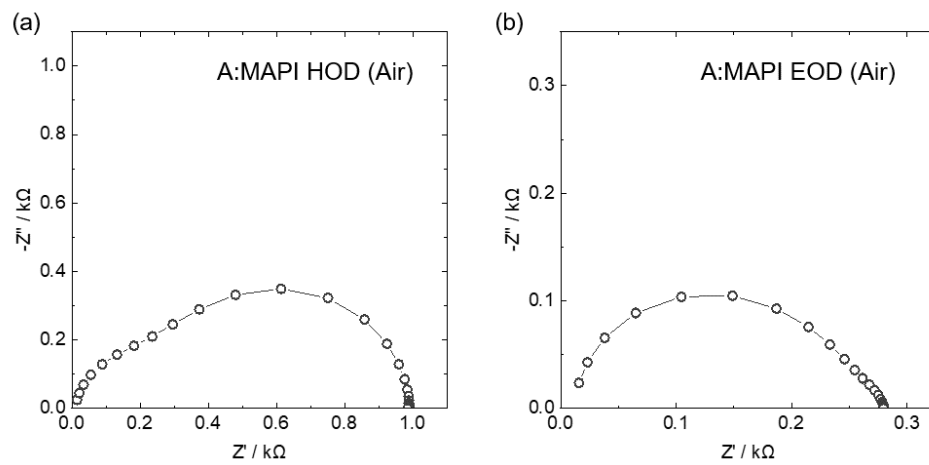 (a)
A:MAPI HOD (Air)
-Z" / kΩ
1.0
0.8
0.6
0.4
0.2
0.0
0.0 0.2 0.4 0.6 0.8 1.0
Z' / kΩ
(b)
A:MAPI EOD (Air)
-Z" / kΩ
0.3
0.2
0.1
0.0
0.0 0.1 0.2 0.3
Z' / kΩ